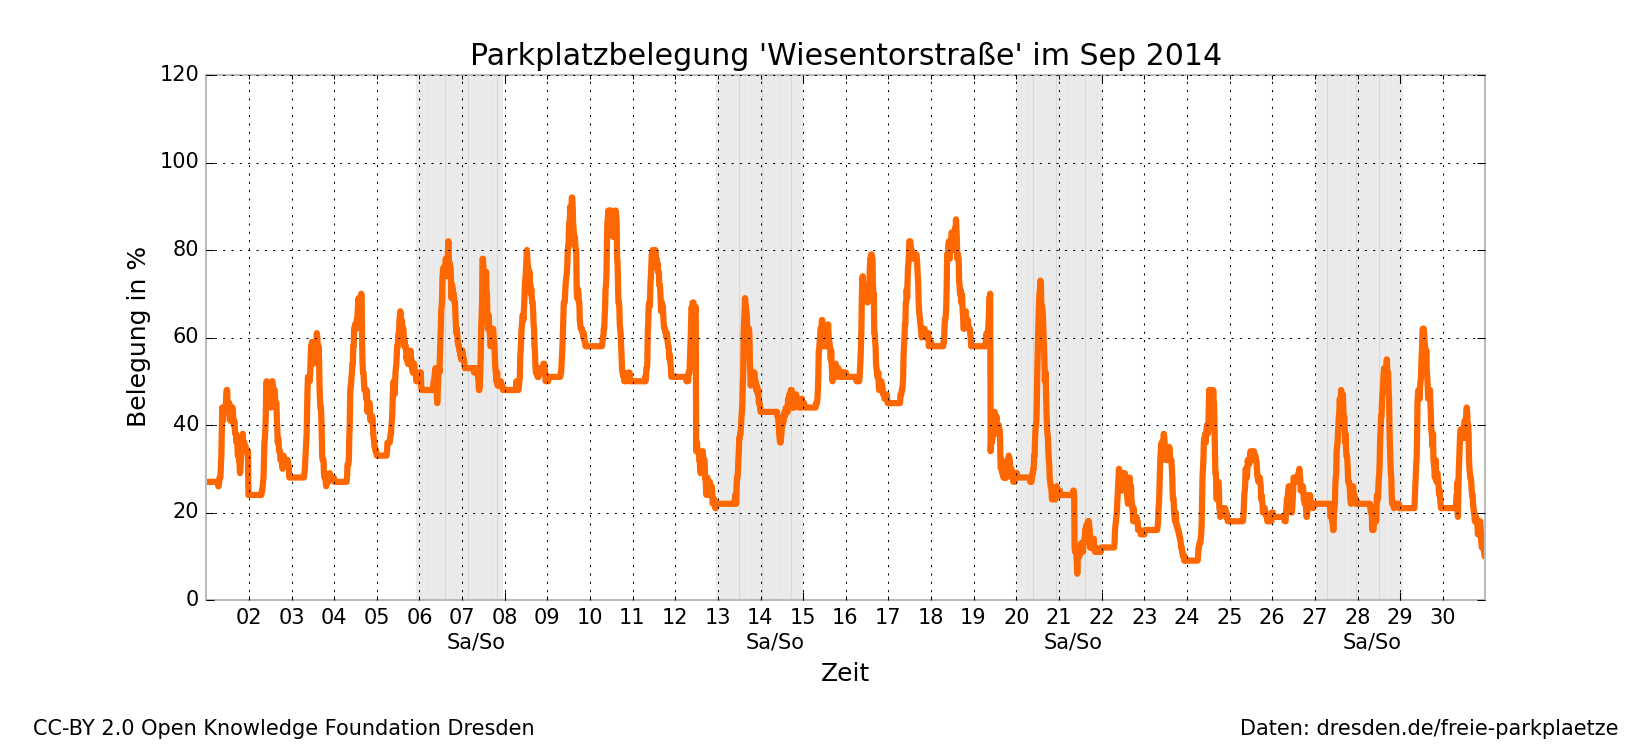 Parkplatzbelegung 'Wiesentorstraße' im Sep 2014
120
100
80
60
40
20
0
Belegung in %
02 03 04 05 06 07 08 09 10 11 12 13 14 15 16 17 18 19 20 21 22 23 24 25 26 27 28 29 30
Sa/So Sa/So Sa/So Sa/So
Zeit
CC-BY 2.0 Open Knowledge Foundation Dresden
Daten: dresden.de/freie-parkplaetze